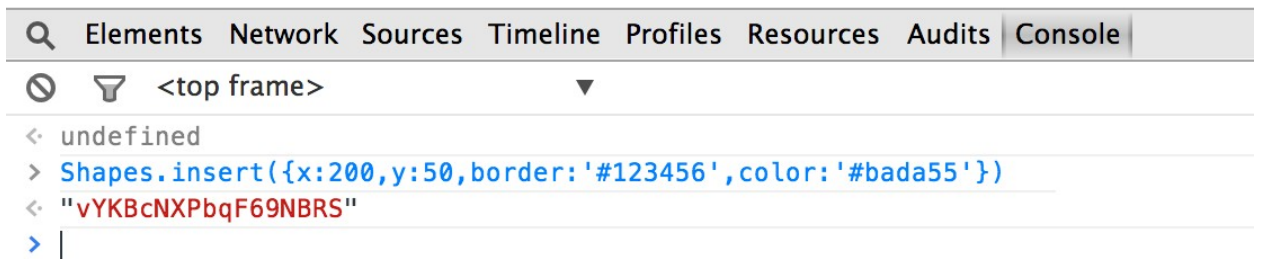 Elements Network Sources Timeline Profiles Resources Audits Console
<top frame> ▼
undefined
> Shapes.insert({x:200,y:50,border:'#123456',color:'#bada55'})
"vYKBcNXPbqF69NBRS"
>